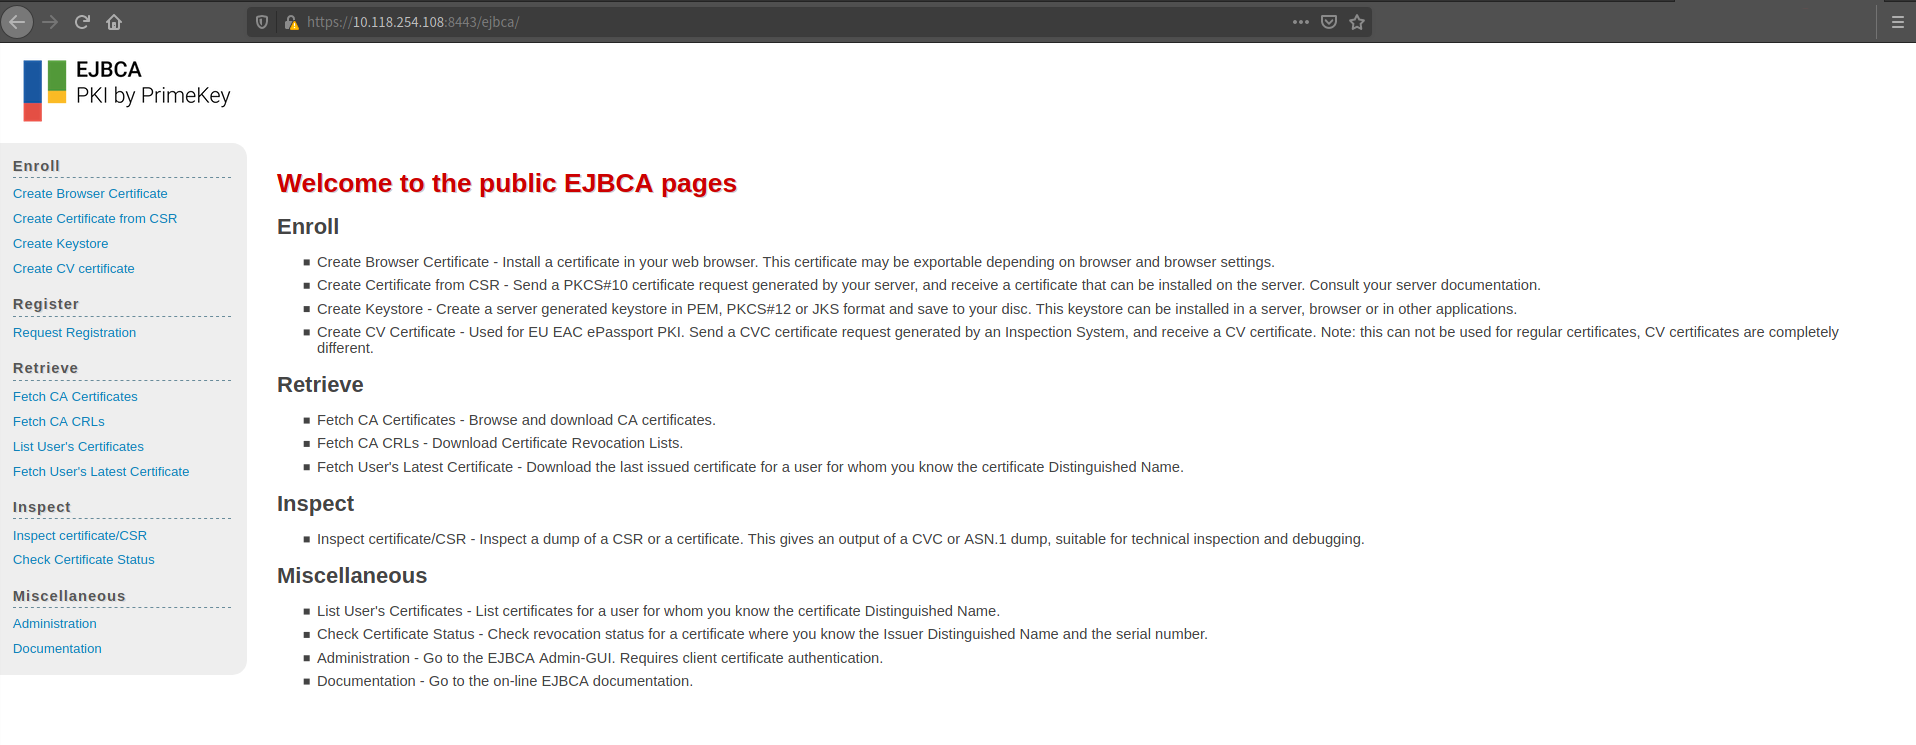 https://10.118.254.108:8443/ejbca/
EJBCA
PKI by PrimeKey
Enroll
Create Browser Certificate
Create Certificate from CSR
Create Keystore
Create CV certificate
Register
Request Registration
Retrieve
Fetch CA Certificates
Fetch CA CRLs
List User's Certificates
Fetch User's Latest Certificate
Inspect
Inspect certificate/CSR
Check Certificate Status
Miscellaneous
Administration
Documentation
Welcome to the public EJBCA pages
Enroll
Create Browser Certificate - Install a certificate in your web browser. This certificate may be exportable depending on browser and browser settings.
Create Certificate from CSR - Send a PKCS#10 certificate request generated by your server, and receive a certificate that can be installed on the server. Consult your server documentation.
Create Keystore - Create a server generated keystore in PEM, PKCS#12 or JKS format and save to your disc. This keystore can be installed in a server, browser or in other applications.
Create CV Certificate - Used for EU EAC ePassport PKI. Send a CVC certificate request generated by an Inspection System, and receive a CV certificate. Note: this can not be used for regular certificates, CV certificates are completely
different.
Retrieve
Fetch CA Certificates - Browse and download CA certificates.
Fetch CA CRLs - Download Certificate Revocation Lists.
Fetch User's Latest Certificate - Download the last issued certificate for a user for whom you know the certificate Distinguished Name.
Inspect
Inspect certificate/CSR - Inspect a dump of a CSR or a certificate. This gives an output of a CVC or ASN.1 dump, suitable for technical inspection and debugging.
Miscellaneous
List User's Certificates - List certificates for a user for whom you know the certificate Distinguished Name.
Check Certificate Status - Check revocation status for a certificate where you know the Issuer Distinguished Name and the serial number.
Administration - Go to the EJBCA Admin-GUI. Requires client certificate authentication.
Documentation - Go to the on-line EJBCA documentation.